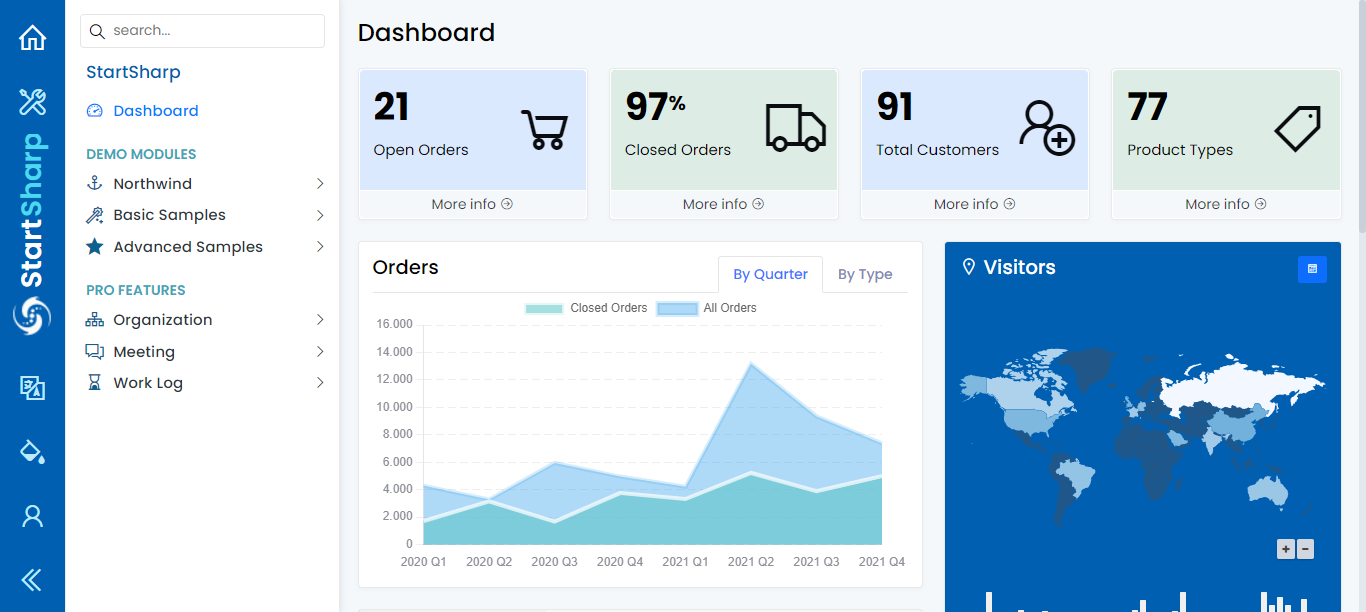 StartSharp
search...
StartSharp
Dashboard
DEMO MODULES
Northwind
Basic Samples
Advanced Samples
PRO FEATURES
Organization
Meeting
Work Log
Dashboard
21
Open Orders
More info
97%
Closed Orders
More info
91
Total Customers
More info
77
Product Types
More info
Orders
By Quarter
By Type
Closed Orders
All Orders
16.000
14.000
12.000
10.000
8.000
6.000
4.000
2.000
0
2020 Q1
2020 Q2
2020 Q3
2020 Q4
2021 Q1
2021 Q2
2021 Q3
2021 Q4
Visitors
+
−